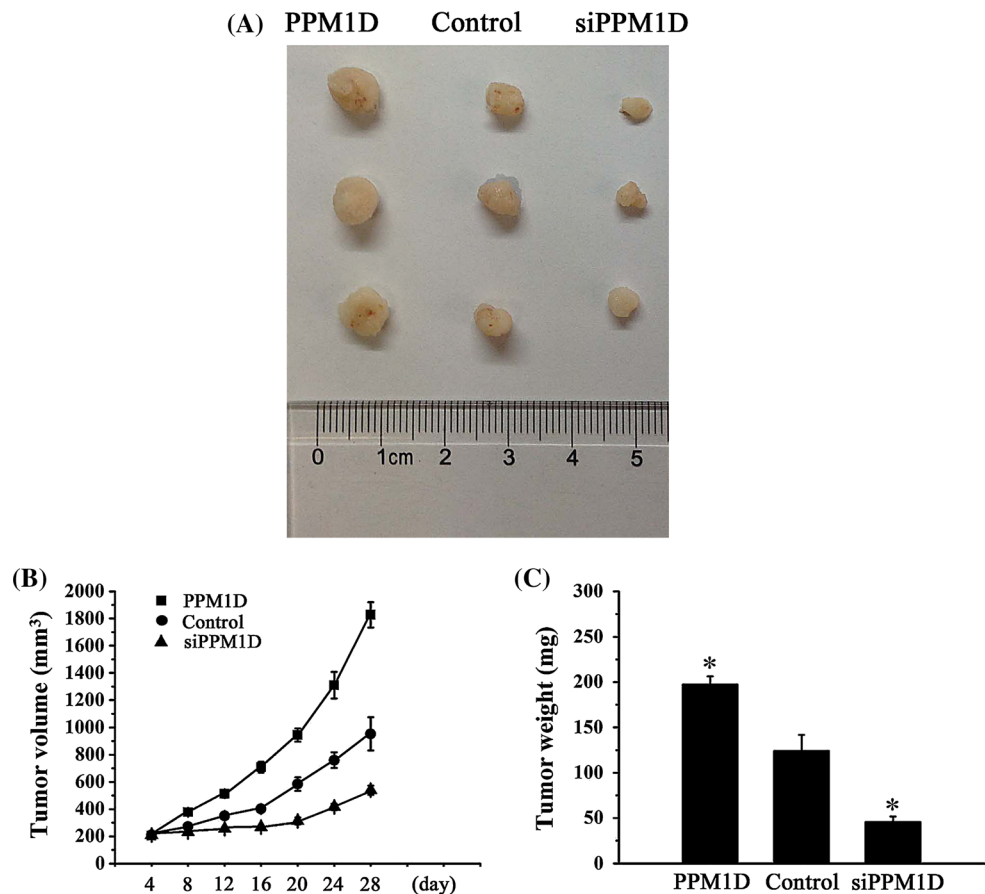 (A) PPM1D Control siPPM1D
0 1cm 2 3 4 5
(B)
2000
1800
1600
1400
1200
1000
800
600
400
200
0
Tumor volume (mm³)
PPM1D
Control
siPPM1D
4 8 12 16 20 24 28 (day)
(C)
300
250
200
150
100
50
0
Tumor weight (mg)
*
*
PPM1D Control siPPM1D